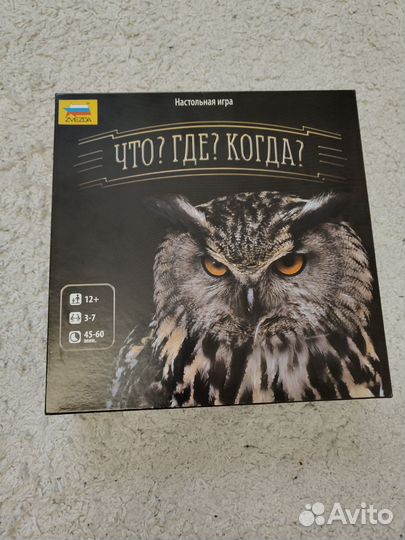 Настольная игра
ZVEZDA
ЧТО? ГДЕ? КОГДА?
12+
3-7
45-60
мин.
Avito